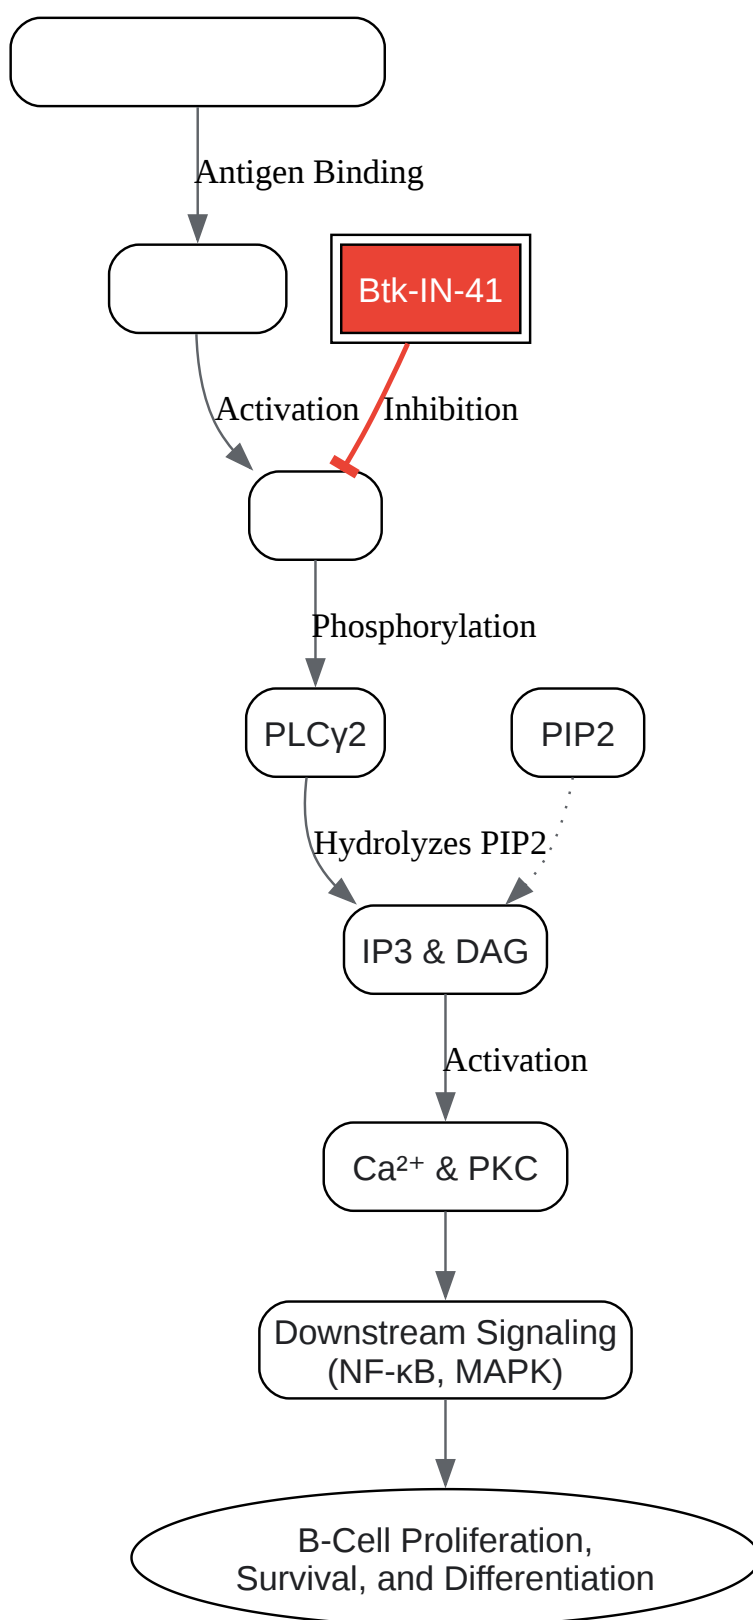 Antigen Binding
Btk-IN-41
Activation
Inhibition
Phosphorylation
PLCγ2
PIP2
Hydrolyzes PIP2
IP3 & DAG
Activation
Ca²⁺ & PKC
Downstream Signaling
(NF-κB, MAPK)
B-Cell Proliferation,
Survival, and Differentiation